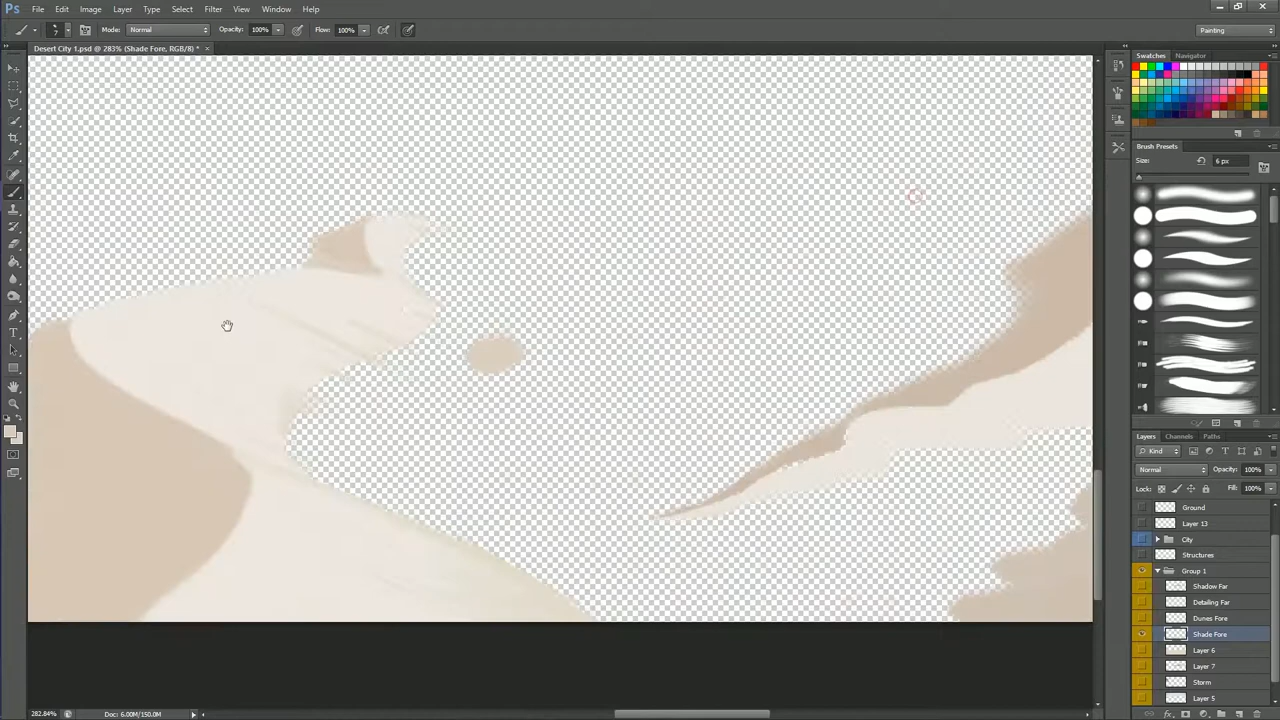 Ps File Edit Image Layer Type Select Filter View Window Help
7 Mode: Normal Opacity: 100% Flow: 100% Painting
Desert City 1.psd @ 283% (Shade Fore, RGB/8) * ×
Swatches Navigator
Brush Presets
Size: 6 px
Layers Channels Paths
Kind
Normal Opacity: 100%
Lock: Fill: 100%
Ground
Layer 13
City
Structures
Group 1
Shadow Far
Detailing Far
Dunes Fore
Shade Fore
Layer 6
Layer 7
Storm
Layer 5
282.84% Doc: 6.00M/150.0M